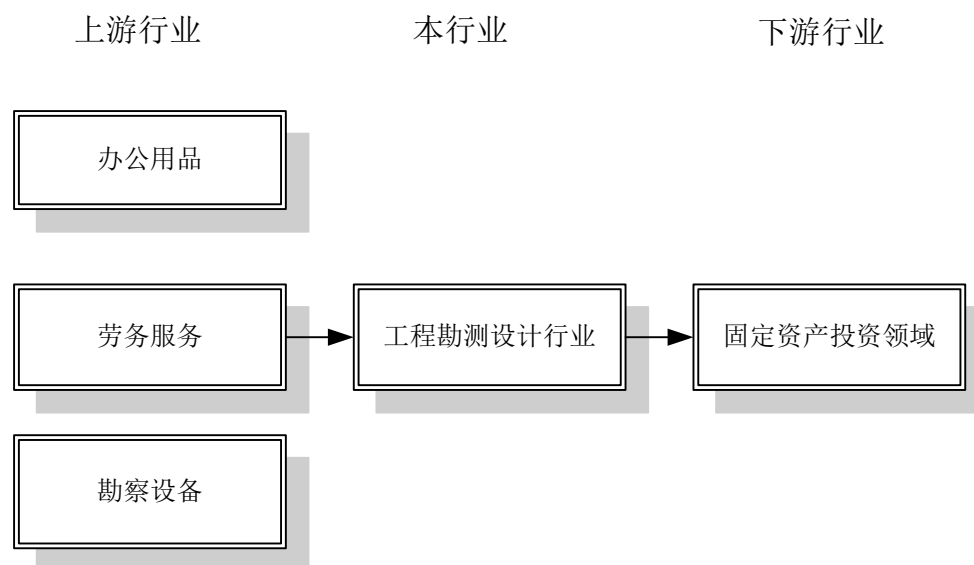 上游行业
本行业
下游行业
办公用品
劳务服务
工程勘测设计行业
固定资产投资领域
勘察设备